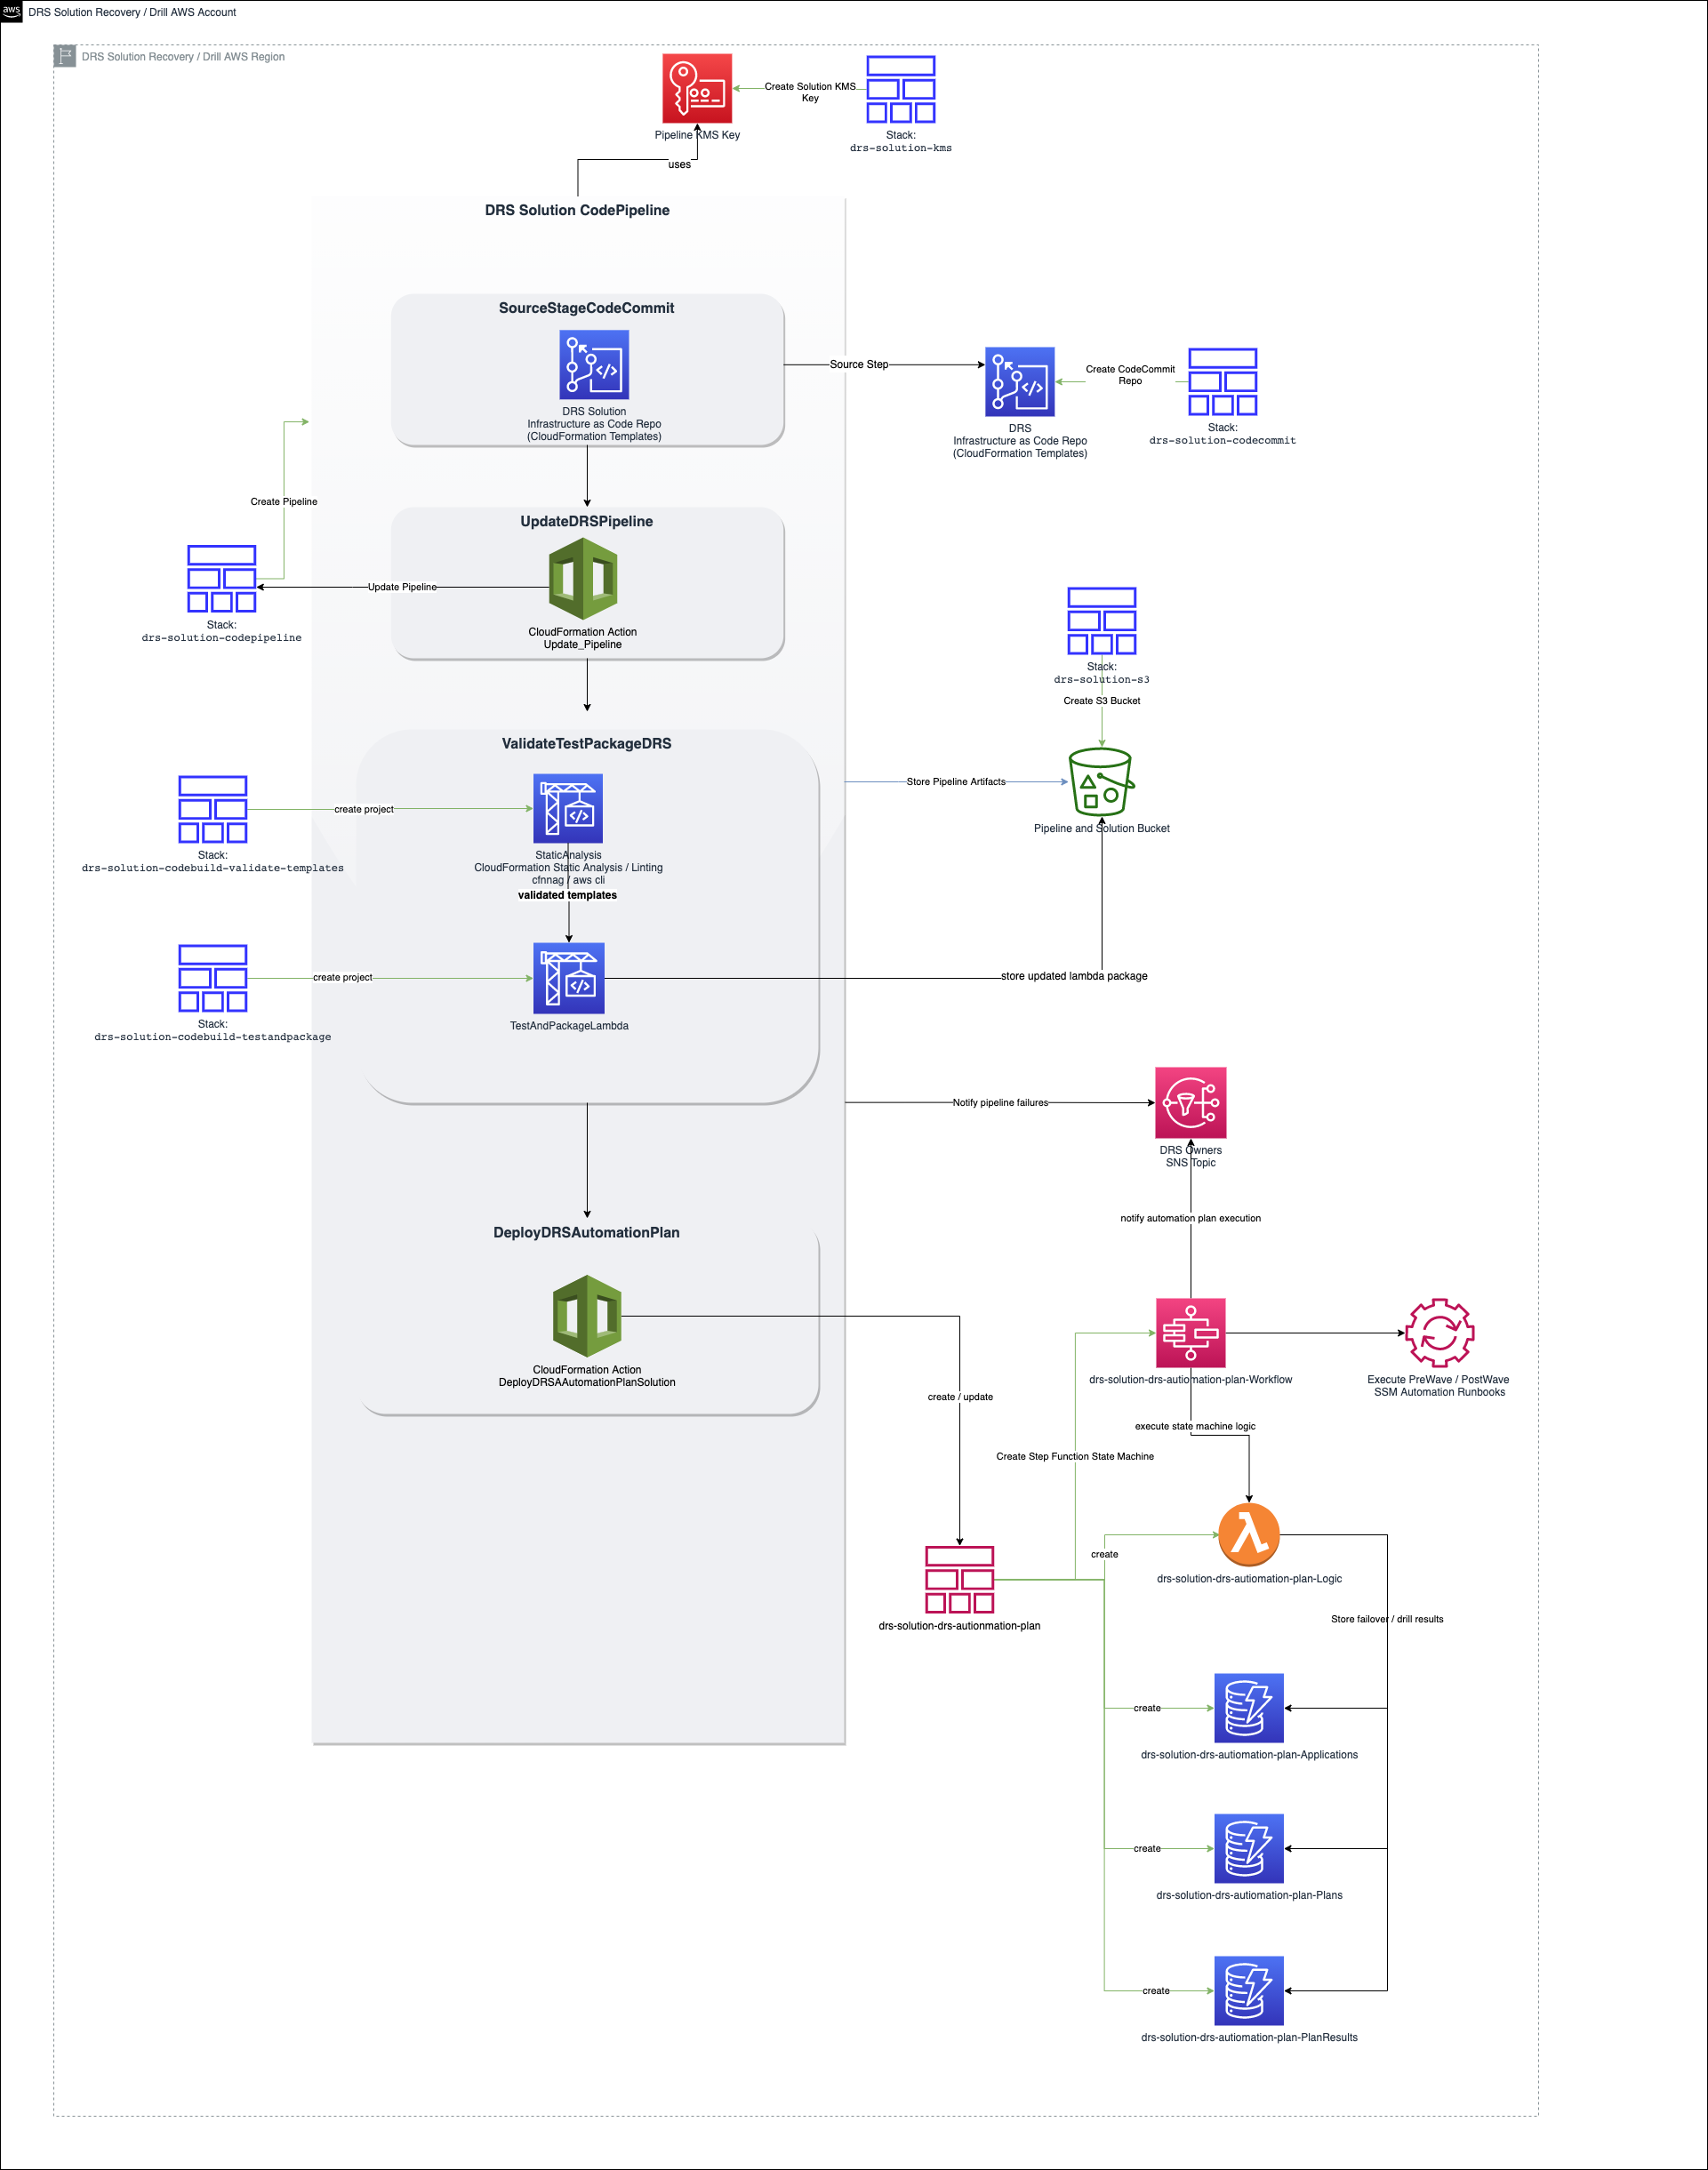 aws
DRS Solution Recovery / Drill AWS Account
DRS Solution Recovery / Drill AWS Region
Create Solution KMS
Key
Pipeline KMS Key
Stack:
drs-solution-kms
uses
DRS Solution CodePipeline
SourceStageCodeCommit
DRS Solution
Infrastructure as Code Repo
(CloudFormation Templates)
Source Step
DRS
Infrastructure as Code Repo
(CloudFormation Templates)
Create CodeCommit
Repo
Stack:
drs-solution-codecommit
Create Pipeline
UpdateDRSPipeline
Update Pipeline
CloudFormation Action
Update_Pipeline
Stack:
drs-solution-codepipeline
Stack:
drs-solution-s3
Create S3 Bucket
ValidateTestPackageDRS
Store Pipeline Artifacts
Pipeline and Solution Bucket
create project
Stack:
drs-solution-codebuild-validate-templates
StaticAnalysis
CloudFormation Static Analysis / Linting
cfnnag / aws cli
validated templates
create project
store updated lambda package
Stack:
drs-solution-codebuild-testandpackage
TestAndPackageLambda
Notify pipeline failures
DRS Owners
SNS Topic
notify automation plan execution
DeployDRSAutomationPlan
CloudFormation Action
DeployDRSAAutomationPlanSolution
create / update
drs-solution-drs-autiomation-plan-Workflow
Execute PreWave / PostWave
SSM Automation Runbooks
execute state machine logic
Create Step Function State Machine
create
drs-solution-drs-autiomation-plan-Logic
drs-solution-drs-autionmation-plan
Store failover / drill results
create
drs-solution-drs-autiomation-plan-Applications
create
drs-solution-drs-autiomation-plan-Plans
create
drs-solution-drs-autiomation-plan-PlanResults